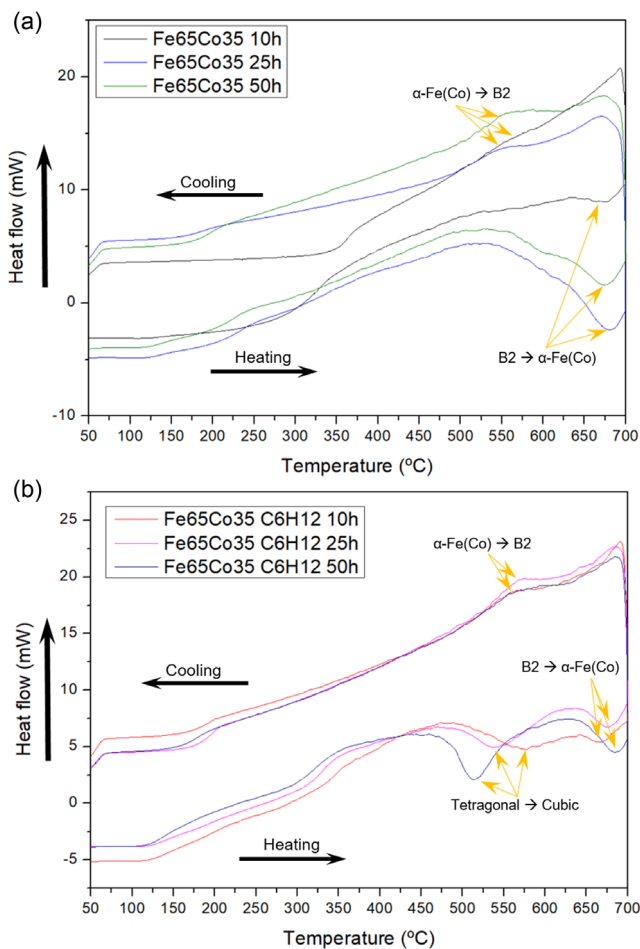 (a)
Fe65Co35 10h
Fe65Co35 25h
Fe65Co35 50h
α-Fe(Co) → B2
Cooling
Heating
B2 → α-Fe(Co)
Heat flow (mW)
20
10
0
-10
50 100 150 200 250 300 350 400 450 500 550 600 650 700
Temperature (ºC)
(b)
Fe65Co35 C6H12 10h
Fe65Co35 C6H12 25h
Fe65Co35 C6H12 50h
α-Fe(Co) → B2
Cooling
B2 → α-Fe(Co)
Tetragonal → Cubic
Heating
Heat flow (mW)
25
20
15
10
5
0
-5
50 100 150 200 250 300 350 400 450 500 550 600 650 700
Temperature (ºC)